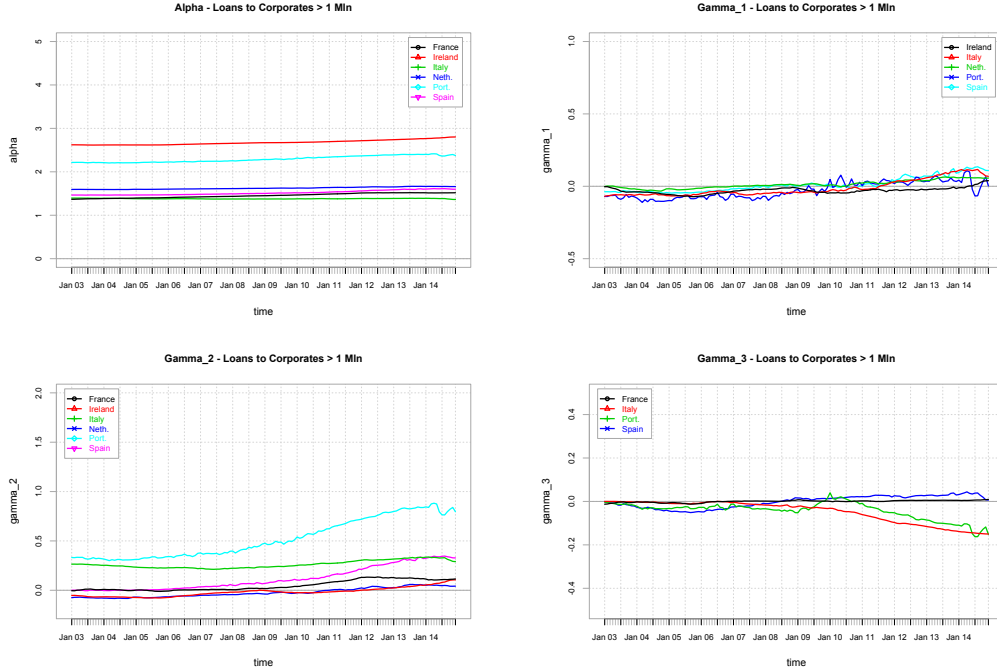 Alpha - Loans to Corporates > 1 Mln
alpha
5
4
3
2
1
0
France
Ireland
Italy
Neth.
Port.
Spain
Jan 03 Jan 04 Jan 05 Jan 06 Jan 07 Jan 08 Jan 09 Jan 10 Jan 11 Jan 12 Jan 13 Jan 14
time
Gamma_1 - Loans to Corporates > 1 Mln
gamma_1
1.0
0.5
0.0
-0.5
Ireland
Italy
Neth.
Port.
Spain
Jan 03 Jan 04 Jan 05 Jan 06 Jan 07 Jan 08 Jan 09 Jan 10 Jan 11 Jan 12 Jan 13 Jan 14
time
Gamma_2 - Loans to Corporates > 1 Mln
gamma_2
2.0
1.5
1.0
0.5
0.0
France
Ireland
Italy
Neth.
Port.
Spain
Jan 03 Jan 04 Jan 05 Jan 06 Jan 07 Jan 08 Jan 09 Jan 10 Jan 11 Jan 12 Jan 13 Jan 14
time
Gamma_3 - Loans to Corporates > 1 Mln
gamma_3
0.4
0.2
0.0
-0.2
-0.4
France
Italy
Port.
Spain
Jan 03 Jan 04 Jan 05 Jan 06 Jan 07 Jan 08 Jan 09 Jan 10 Jan 11 Jan 12 Jan 13 Jan 14
time